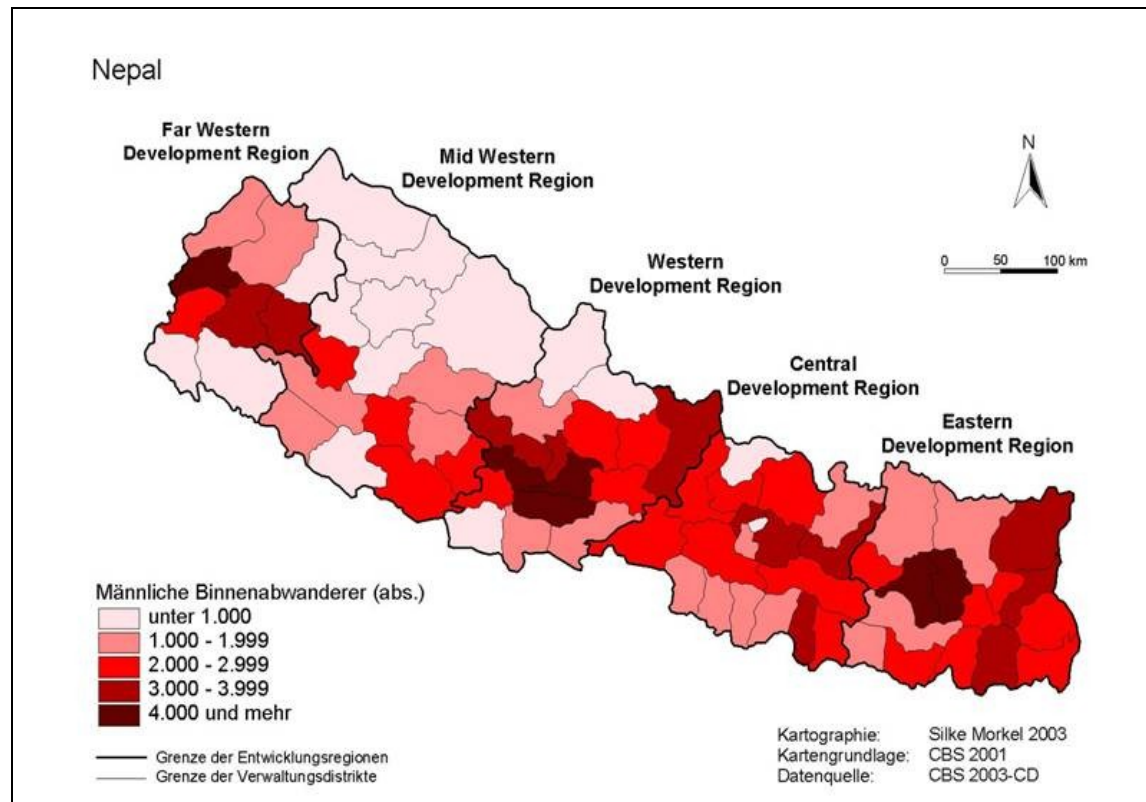 Nepal
Far Western
Development Region
Mid Western
Development Region
Western
Development Region
Central
Development Region
Eastern
Development Region
N
0 50 100 km
Männliche Binnenabwanderer (abs.)
unter 1.000
1.000 - 1.999
2.000 - 2.999
3.000 - 3.999
4.000 und mehr
Grenze der Entwicklungsregionen
Grenze der Verwaltungsdistrikte
Kartographie: Silke Morkel 2003
Kartengrundlage: CBS 2001
Datenquelle: CBS 2003-CD